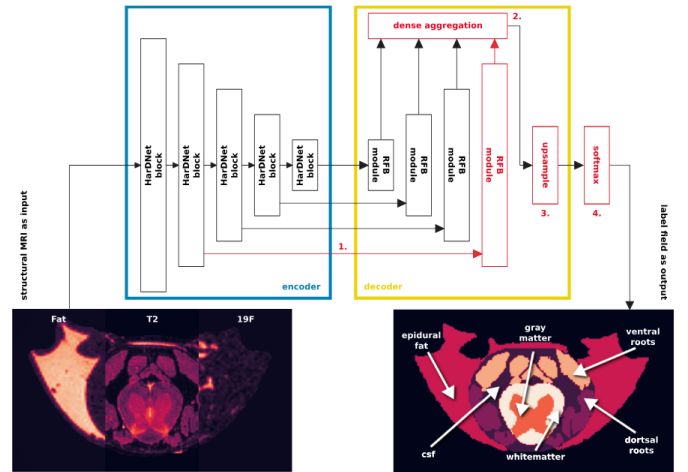 dense aggregation
2.
HarDNet
block
HarDNet
block
HarDNet
block
HarDNet
block
HarDNet
block
RFB
module
RFB
module
RFB
module
RFB
module
upsample
softmax
3.
4.
1.
encoder
decoder
structural MRI as input
label field as output
Fat
T2
19F
epidural
fat
gray
matter
ventral
roots
csf
whitematter
dortsal
roots